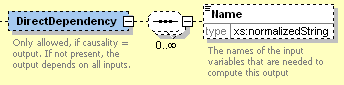 DirectDependency
Only allowed, if causality =
output. If not present, the
output depends on all inputs.
0..∞
Name
type xs:normalizedString
The names of the input
variables that are needed to
compute this output